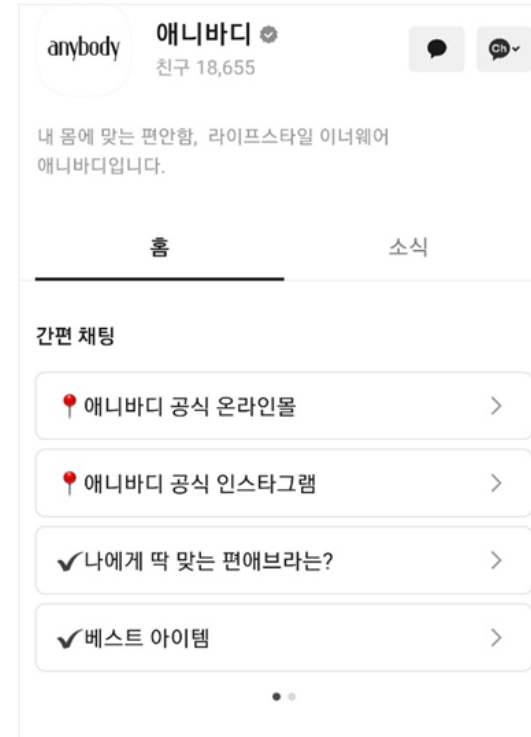 anybody
애니바디
친구 18,655
Ch
내 몸에 맞는 편안함, 라이프스타일 이너웨어
애니바디입니다.
홈
소식
간편 채팅
📍애니바디 공식 온라인몰
📍애니바디 공식 인스타그램
✔나에게 딱 맞는 편애브라는?
✔베스트 아이템